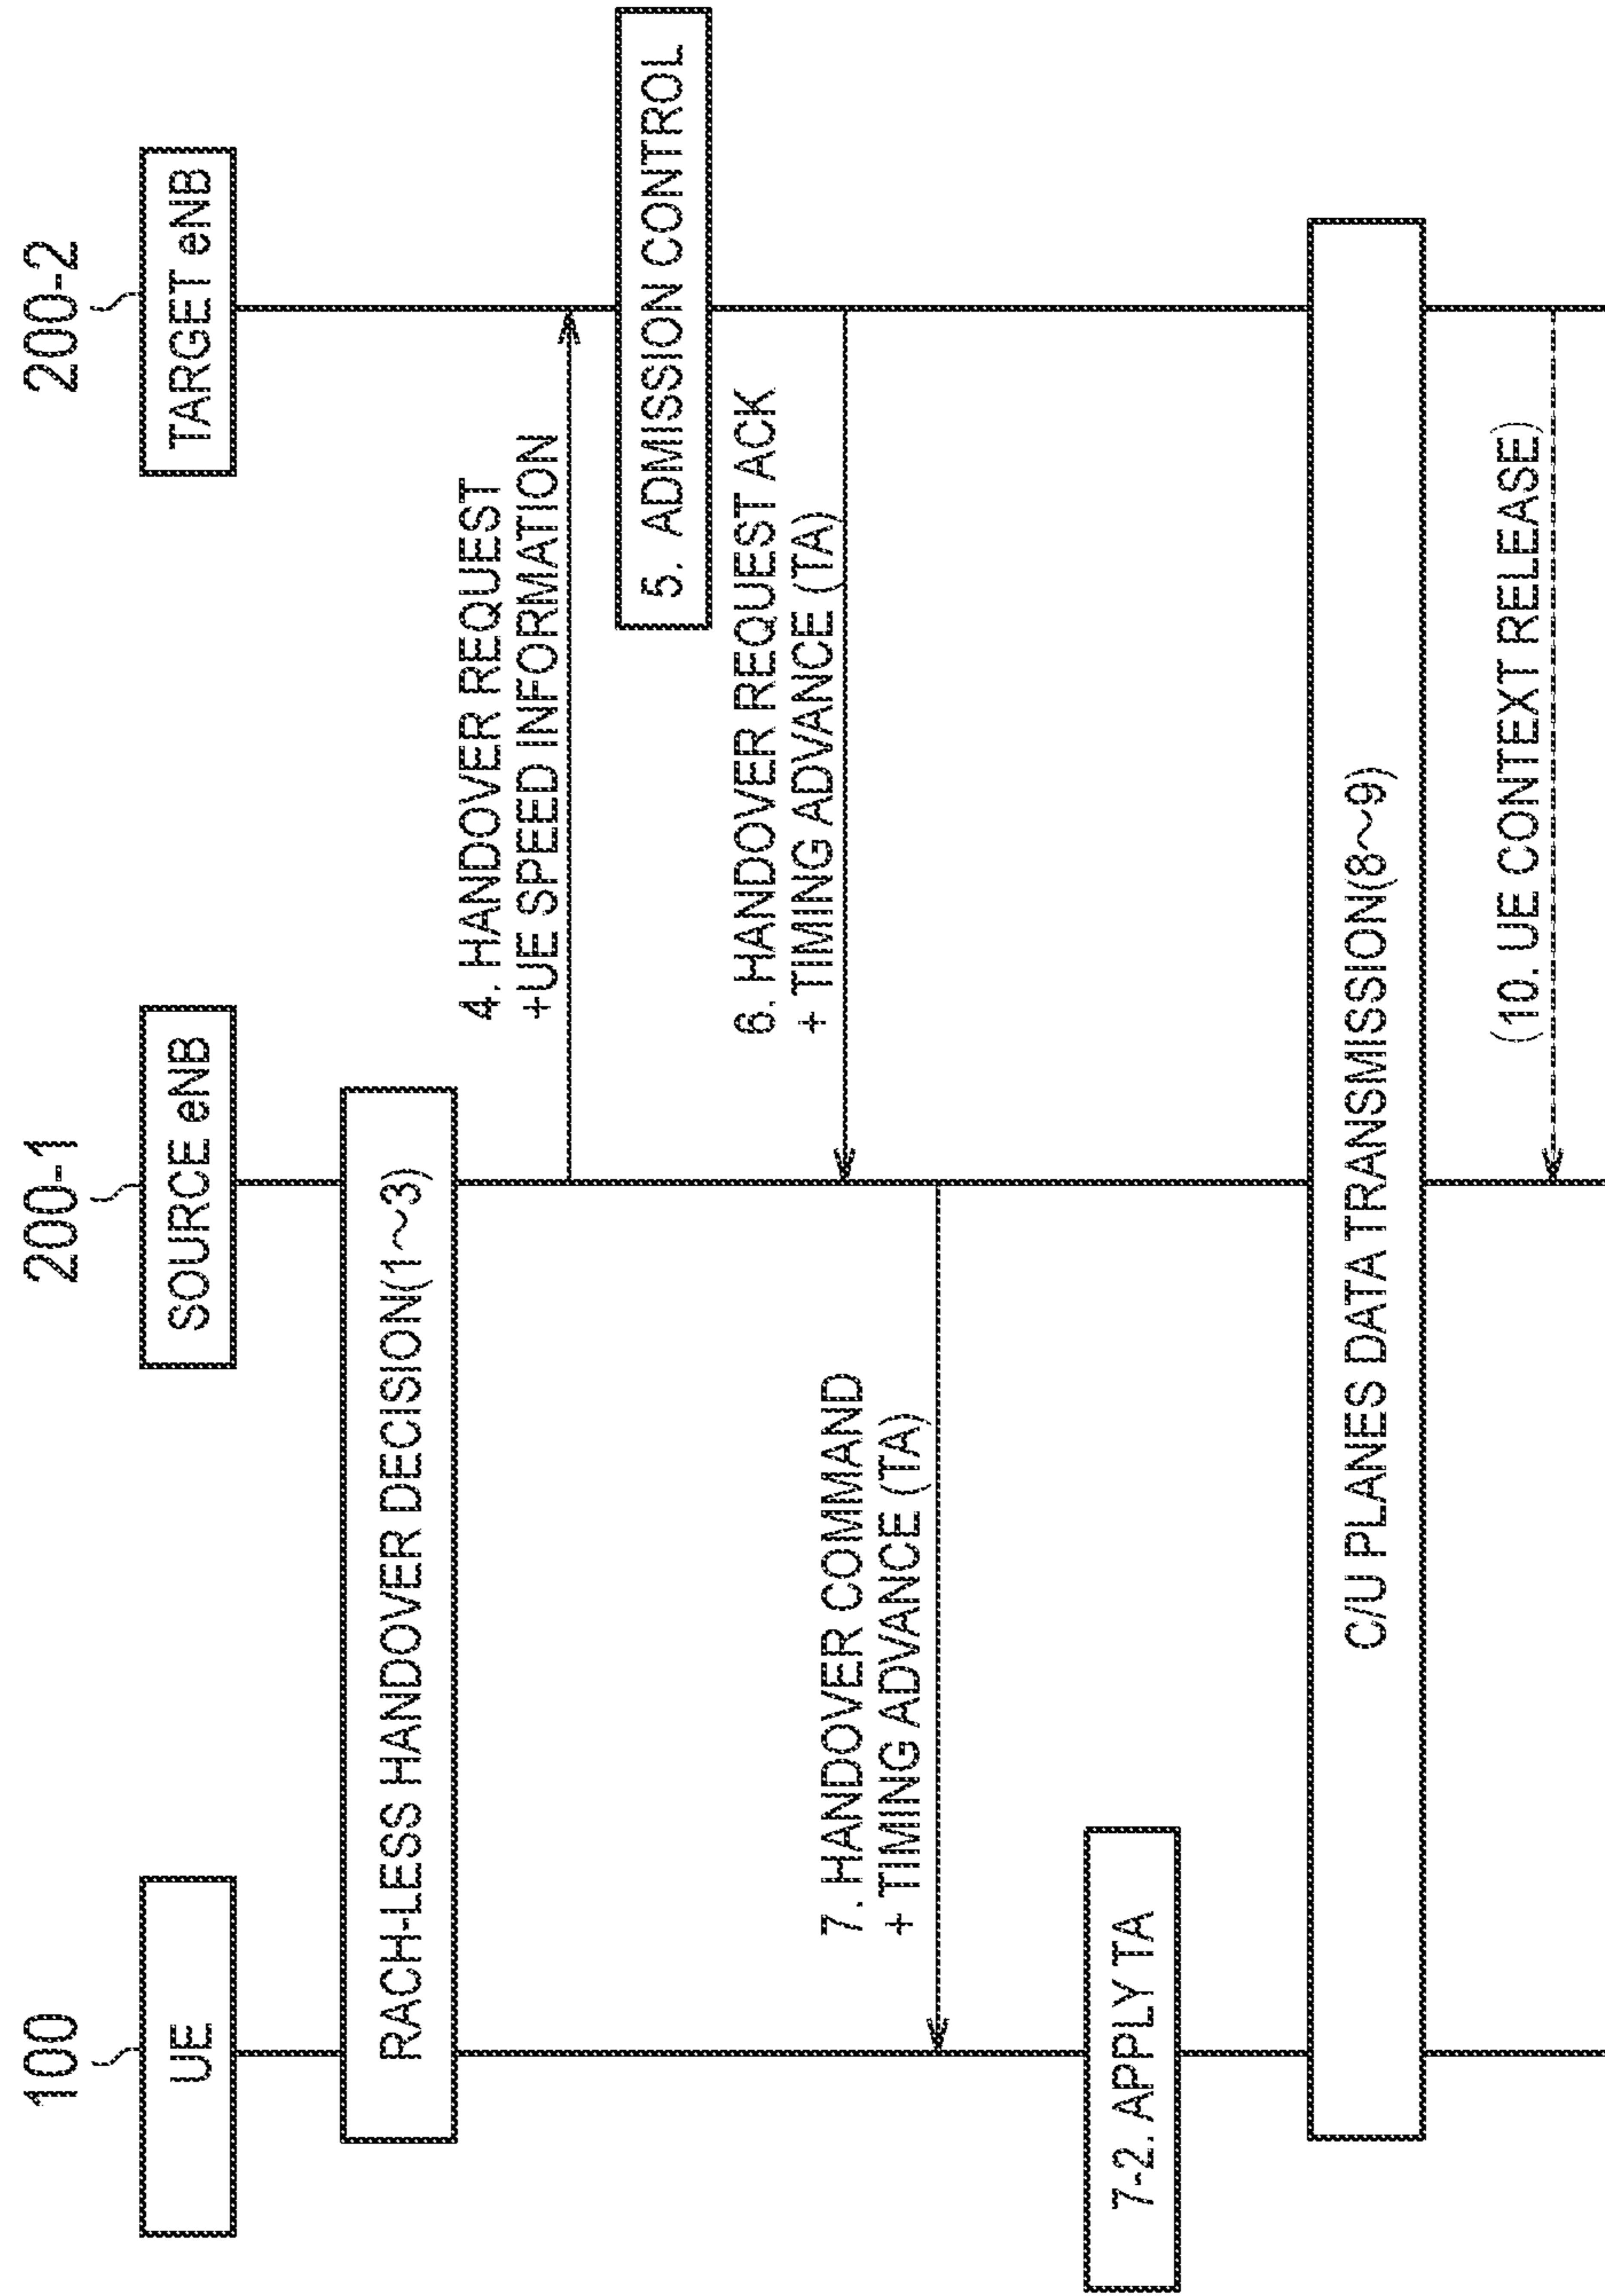 100
200-1
200-2
UE
SOURCE eNB
TARGET eNB
RACH-LESS HANDOVER DECISION(1～3)
4. HANDOVER REQUEST
+UE SPEED INFORMATION
5. ADMISSION CONTROL
6. HANDOVER REQUEST ACK
+ TIMING ADVANCE (TA)
7. HANDOVER COMMAND
+ TIMING ADVANCE (TA)
7-2. APPLY TA
C/U PLANES DATA TRANSMISSION(8～9)
(10. UE CONTEXT RELEASE)